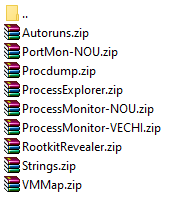 ..
Autoruns.zip
PortMon-NOU.zip
Procdump.zip
ProcessExplorer.zip
ProcessMonitor-NOU.zip
ProcessMonitor-VECHI.zip
RootkitRevealer.zip
Strings.zip
VMMap.zip